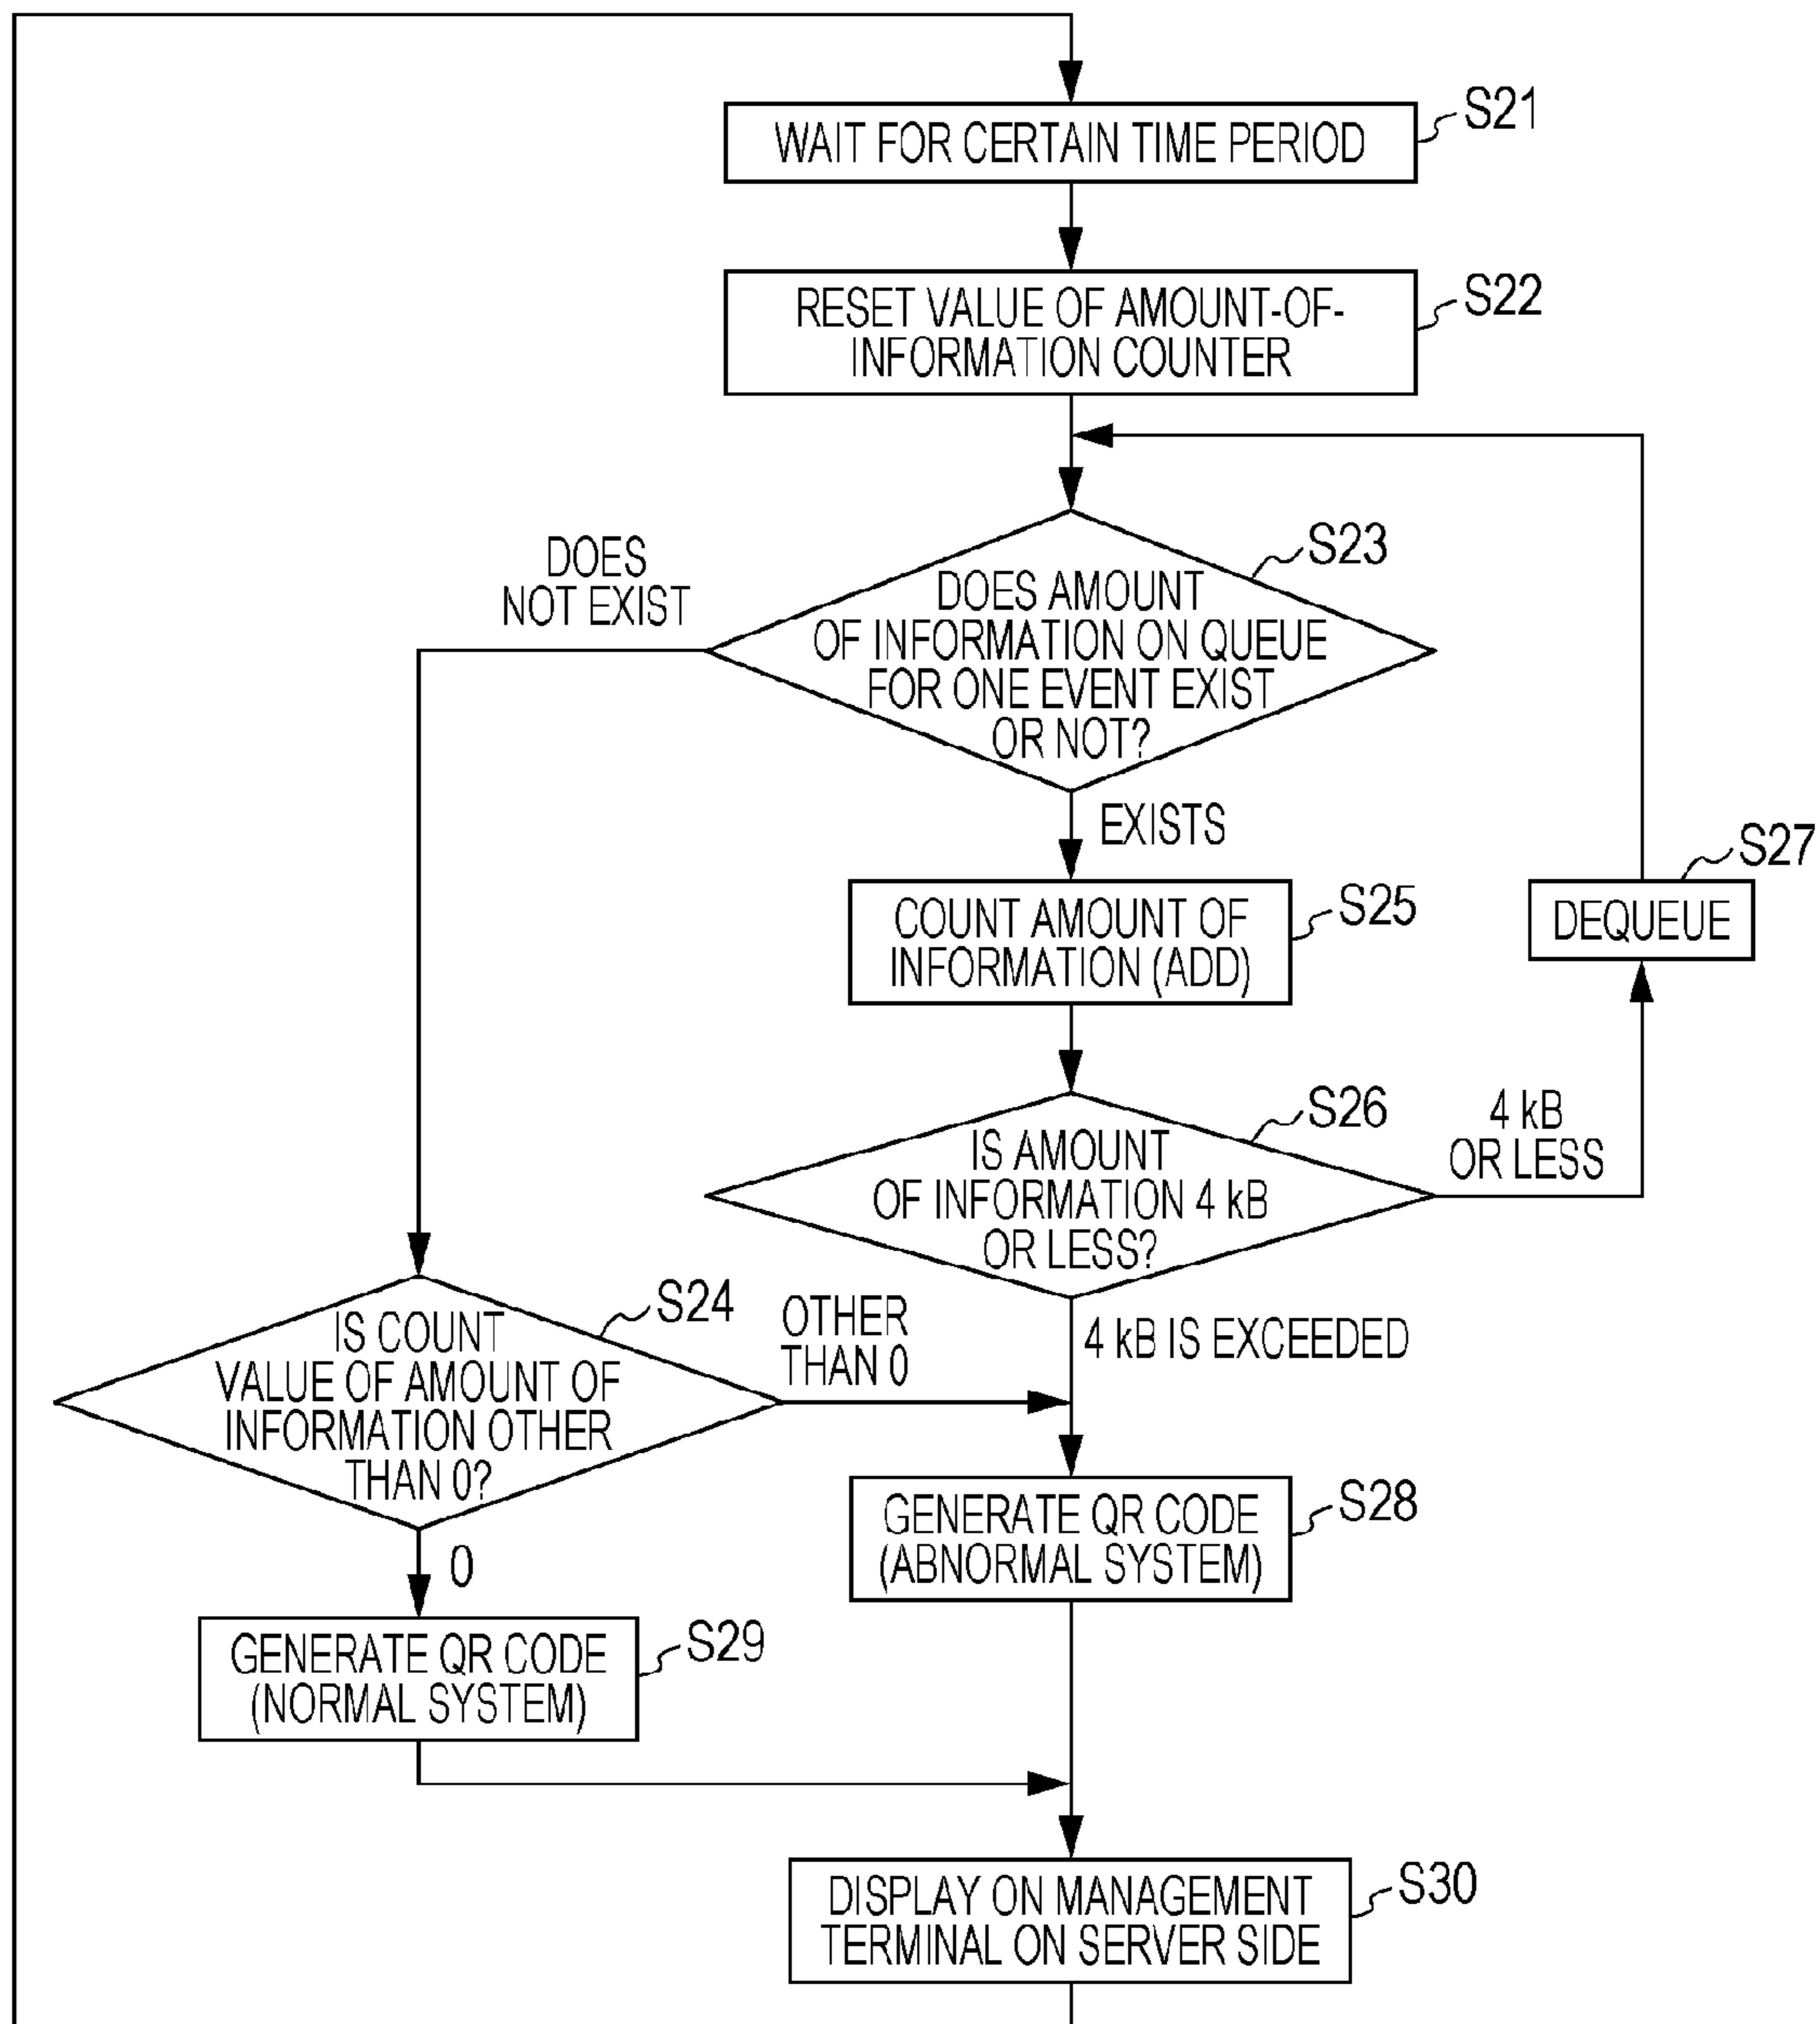 WAIT FOR CERTAIN TIME PERIOD
S21
RESET VALUE OF AMOUNT-OF-
INFORMATION COUNTER
S22
DOES
NOT EXIST
S23
DOES AMOUNT
OF INFORMATION ON QUEUE
FOR ONE EVENT EXIST
OR NOT?
EXISTS
S27
DEQUEUE
COUNT AMOUNT OF
INFORMATION (ADD)
S25
S26
4 kB
OR LESS
IS AMOUNT
OF INFORMATION 4 kB
OR LESS?
S24
IS COUNT
VALUE OF AMOUNT OF
INFORMATION OTHER
THAN 0?
OTHER
THAN 0
4 kB IS EXCEEDED
GENERATE QR CODE
(ABNORMAL SYSTEM)
S28
0
GENERATE QR CODE
(NORMAL SYSTEM)
S29
DISPLAY ON MANAGEMENT
TERMINAL ON SERVER SIDE
S30